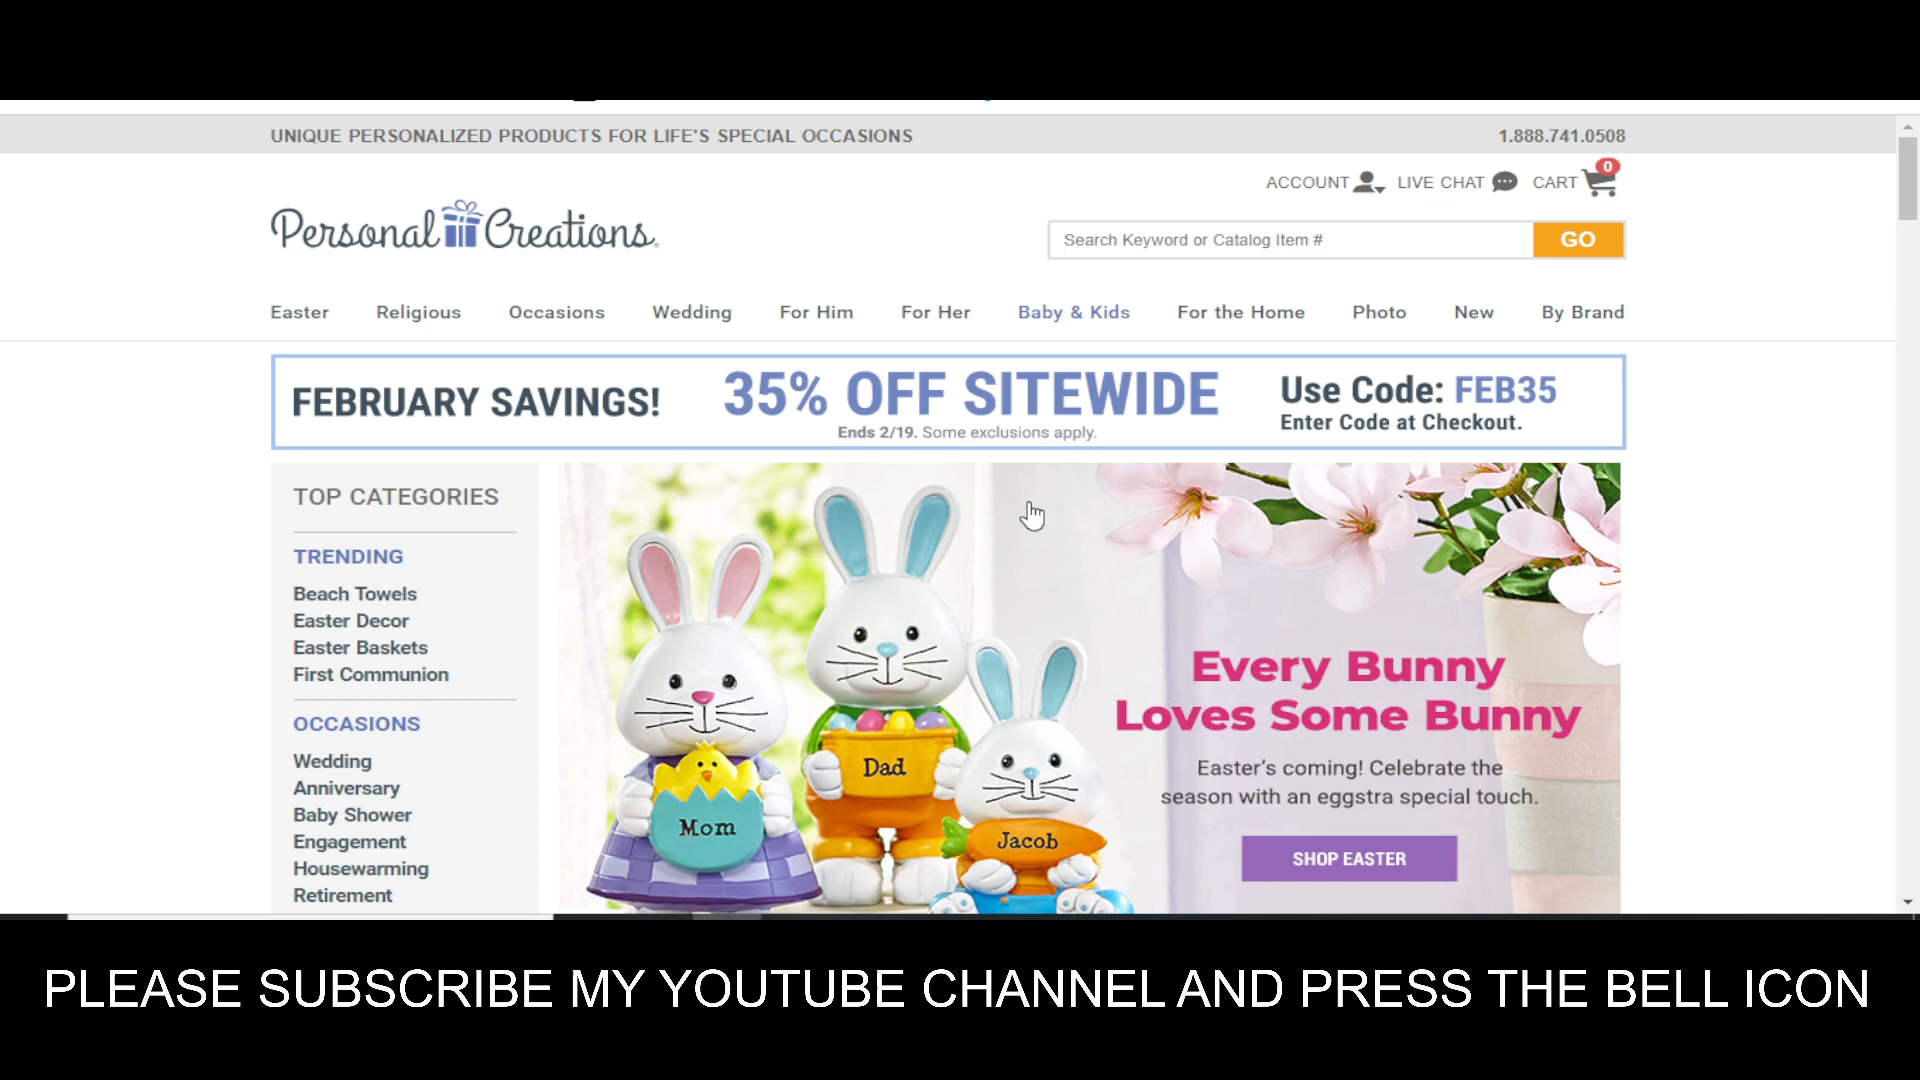 UNIQUE PERSONALIZED PRODUCTS FOR LIFE'S SPECIAL OCCASIONS
1.888.741.0508
ACCOUNT LIVE CHAT CART 0
Personal Creations
Search Keyword or Catalog Item # GO
Easter Religious Occasions Wedding For Him For Her Baby & Kids For the Home Photo New By Brand
FEBRUARY SAVINGS!
35% OFF SITEWIDE
Ends 2/19. Some exclusions apply.
Use Code: FEB35
Enter Code at Checkout.
TOP CATEGORIES
TRENDING
Beach Towels
Easter Decor
Easter Baskets
First Communion
OCCASIONS
Wedding
Anniversary
Baby Shower
Engagement
Housewarming
Retirement
Mom
Dad
Jacob
Every Bunny
Loves Some Bunny
Easter's coming! Celebrate the
season with an eggstra special touch.
SHOP EASTER
PLEASE SUBSCRIBE MY YOUTUBE CHANNEL AND PRESS THE BELL ICON